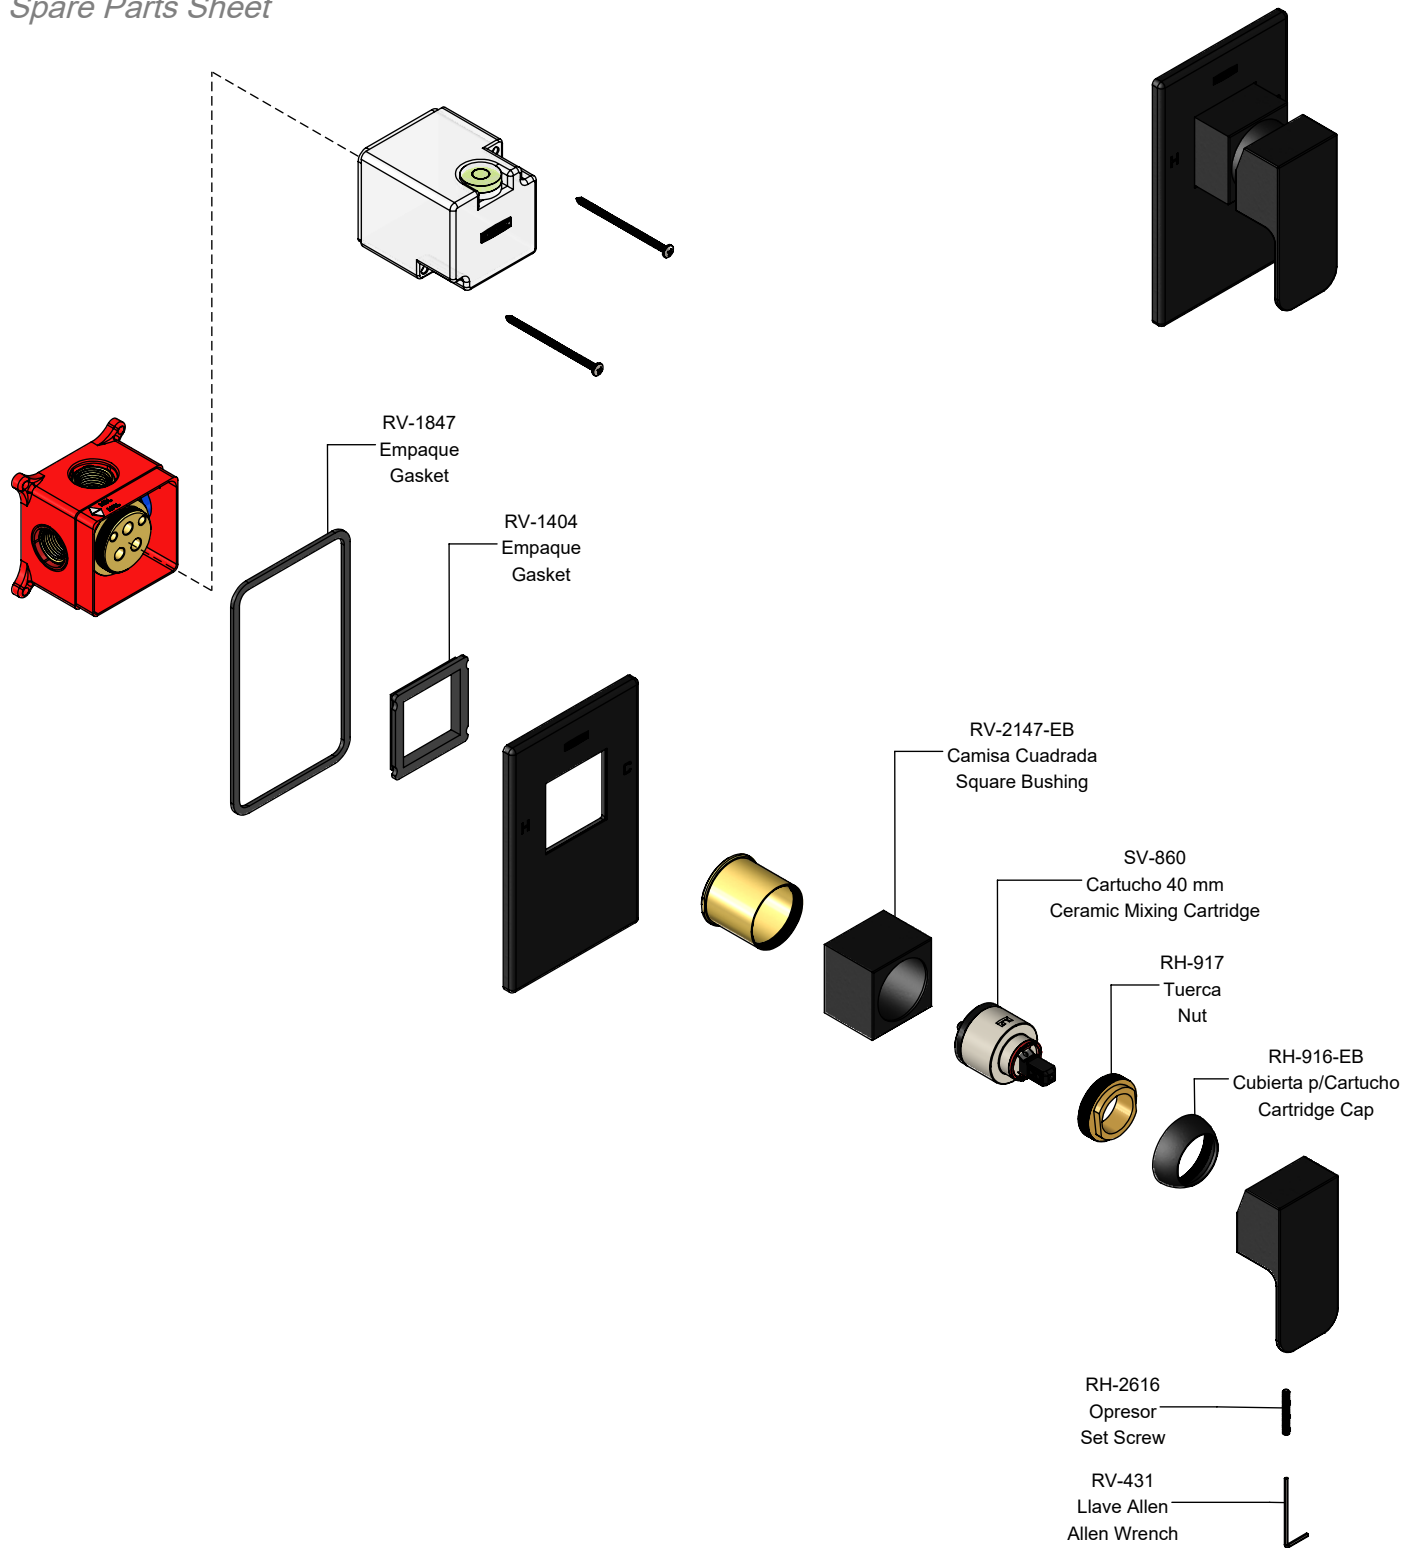 Spare Parts Sheet
RV-1847
Empaque
Gasket
RV-1404
Empaque
Gasket
RV-2147-EB
Camisa Cuadrada
Square Bushing
SV-860
Cartucho 40 mm
Ceramic Mixing Cartridge
RH-917
Tuerca
Nut
RH-916-EB
Cubierta p/Cartucho
Cartridge Cap
RH-2616
Opresor
Set Screw
RV-431
Llave Allen
Allen Wrench
H
C
H